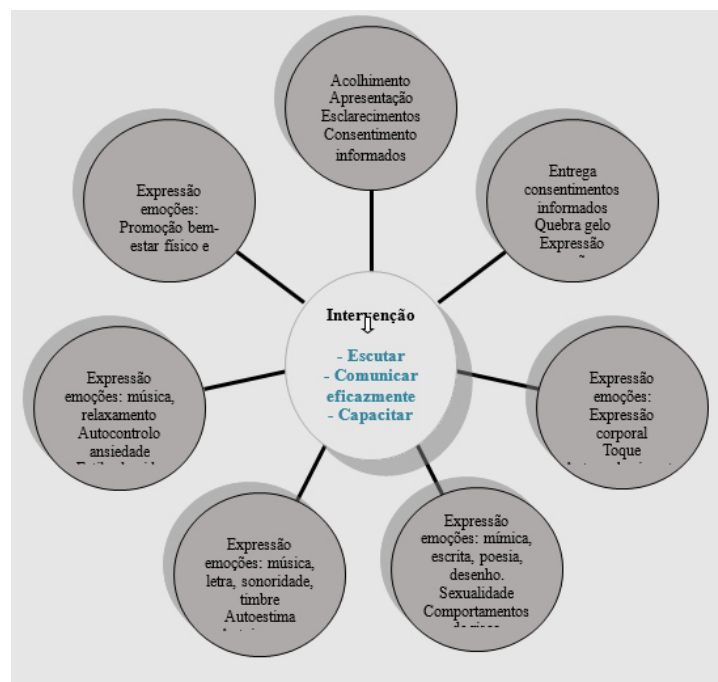 Acolhimento
Apresentação
Esclarecimentos
Consentimento
informados
Entrega
consentimentos
informados
Quebra gelo
Expressão
Expressão
emoções:
Expressão
corporal
Toque
Expressão
emoções: mímica,
escrita, poesia,
desenho.
Sexualidade
Comportamentos
Expressão
emoções: música,
letra, sonoridade,
timbre
Autoestima
Expressão
emoções: música,
relaxamento
Autocontrolo
ansiedade
Expressão
emoções:
Promoção bem-
estar físico e
Intervenção
- Escutar
- Comunicar
eficazmente
- Capacitar